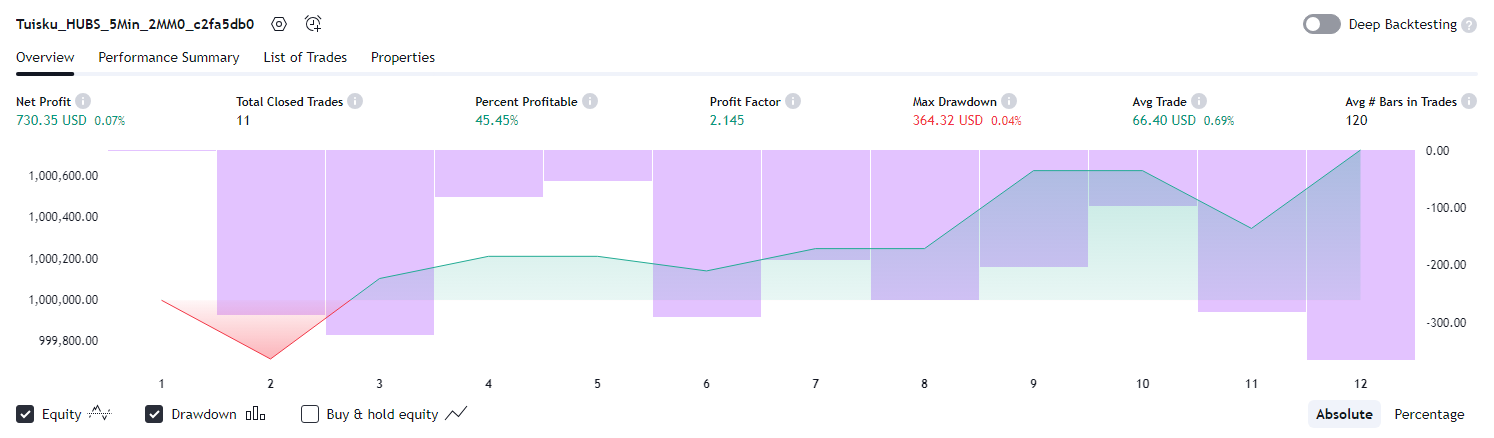 Tuisku_HUBS_5Min_2MM0_c2fa5db0
Deep Backtesting ?
Overview Performance Summary List of Trades Properties
Net Profit i Total Closed Trades i Percent Profitable i Profit Factor i Max Drawdown i Avg Trade i Avg # Bars in Trades i
730.35 USD 0.07% 11 45.45% 2.145 364.32 USD 0.04% 66.40 USD 0.69% 120
0.00
1,000,600.00
-100.00
1,000,400.00
1,000,200.00
-200.00
1,000,000.00
-300.00
999,800.00
1 2 3 4 5 6 7 8 9 10 11 12
Equity Drawdown Buy & hold equity Absolute Percentage